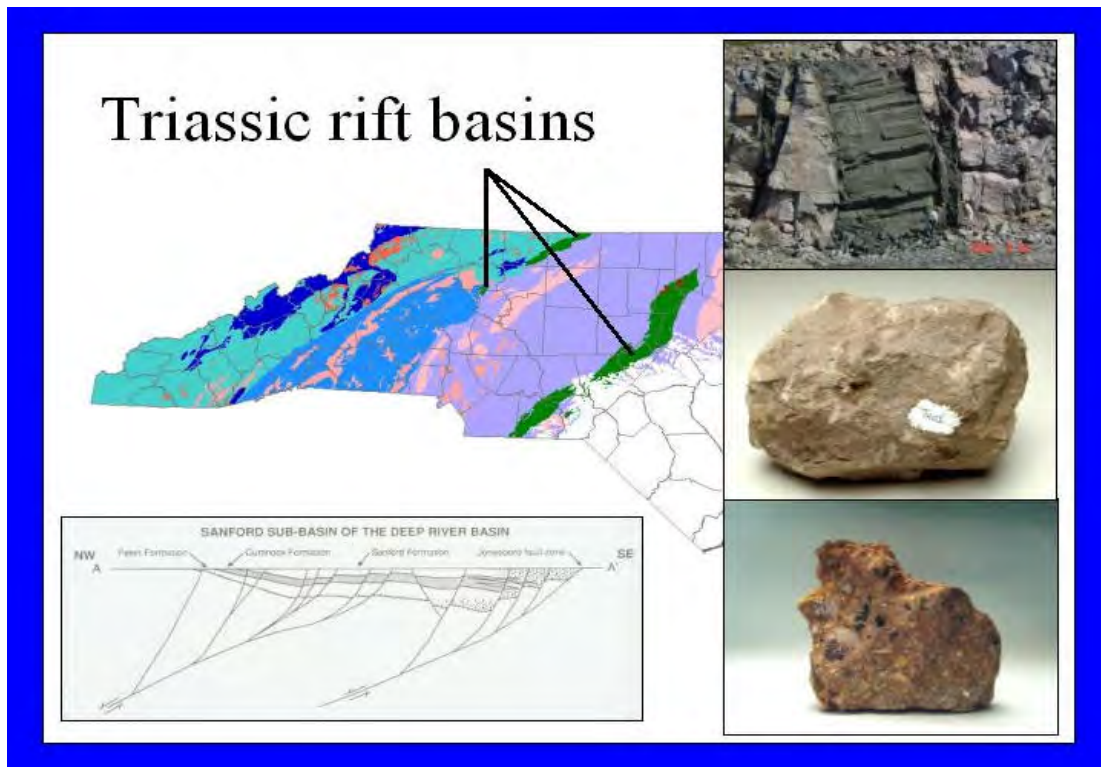 Triassic rift basins
SANFORD SUB-BASIN OF THE DEEP RIVER BASIN
NW
SE
Pekin Formation
Cumnock Formation
Sanford Formation
Jonesboro fault zone
A
A'